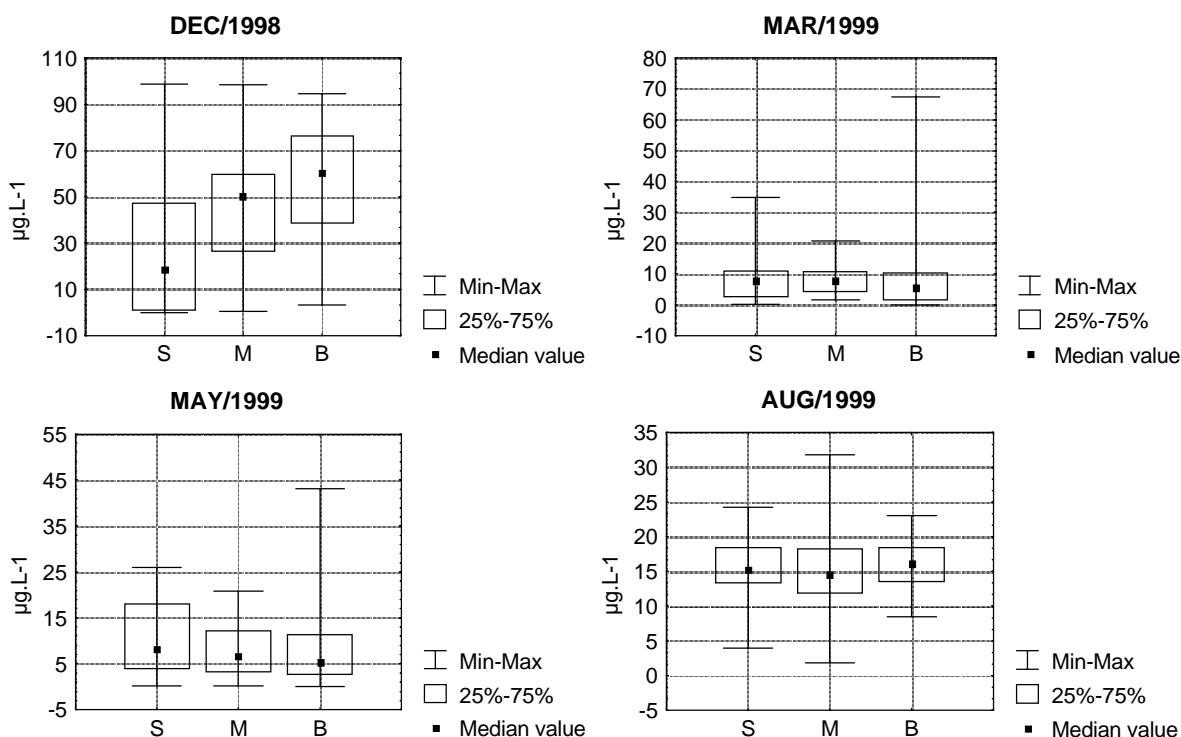 DEC/1998
110
90
70
50
30
10
-10
µg.L-1
S M B
Min-Max
25%-75%
Median value
MAR/1999
80
70
60
50
40
30
20
10
0
-10
µg.L-1
S M B
Min-Max
25%-75%
Median value
MAY/1999
55
45
35
25
15
5
-5
µg.L-1
S M B
Min-Max
25%-75%
Median value
AUG/1999
35
30
25
20
15
10
5
0
-5
µg.L-1
S M B
Min-Max
25%-75%
Median value